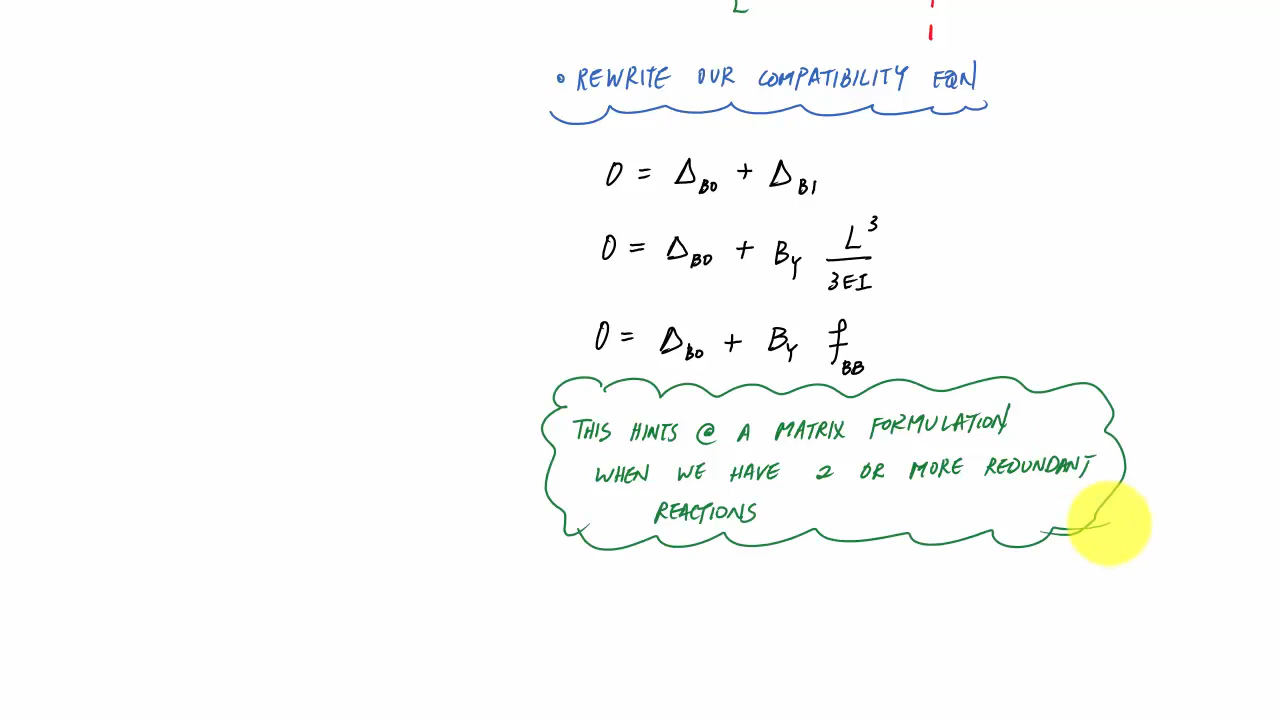 L
• REWRITE OUR COMPATIBILITY EQN
0 = Δ_B0 + Δ_B1
0 = Δ_B0 + B_Y L^3/3EI
0 = Δ_B0 + B_Y f_BB
THIS HINTS @ A MATRIX FORMULATION
WHEN WE HAVE 2 OR MORE REDUNDANT
REACTIONS